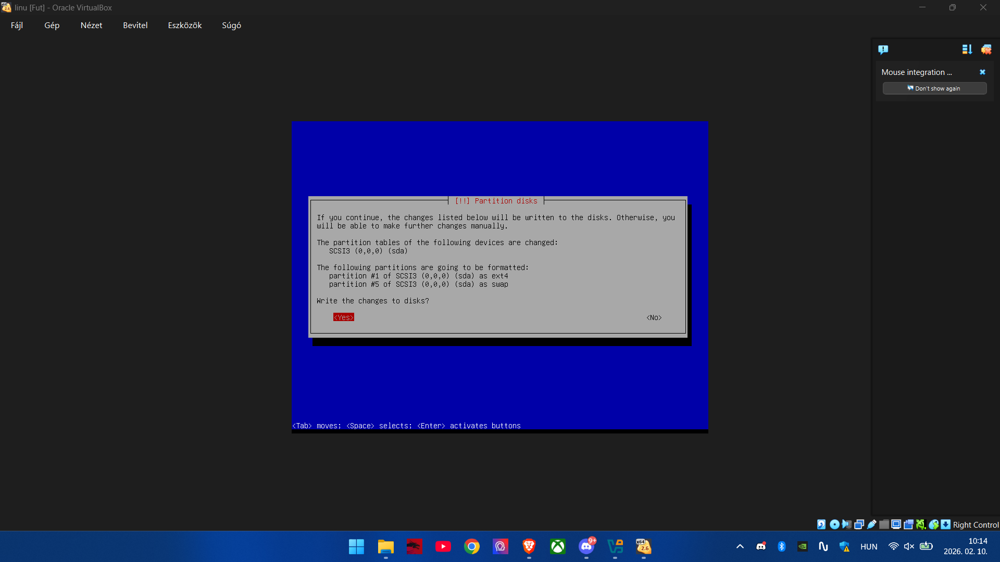 linu [Fut] - Oracle VirtualBox
Fájl Gép Nézet Bevitel Eszközök Súgó
Mouse integration ...
Don't show again
[!!] Partition disks
If you continue, the changes listed below will be written to the disks. Otherwise, you
will be able to make further changes manually.
The partition tables of the following devices are changed:
SCSI3 (0,0,0) (sda)
The following partitions are going to be formatted:
partition #1 of SCSI3 (0,0,0) (sda) as ext4
partition #5 of SCSI3 (0,0,0) (sda) as swap
Write the changes to disks?
<Yes> <No>
<Tab> moves; <Space> selects; <Enter> activates buttons
Right Control
x64
2.6
9+
HUN
10:14
2026. 02. 10.